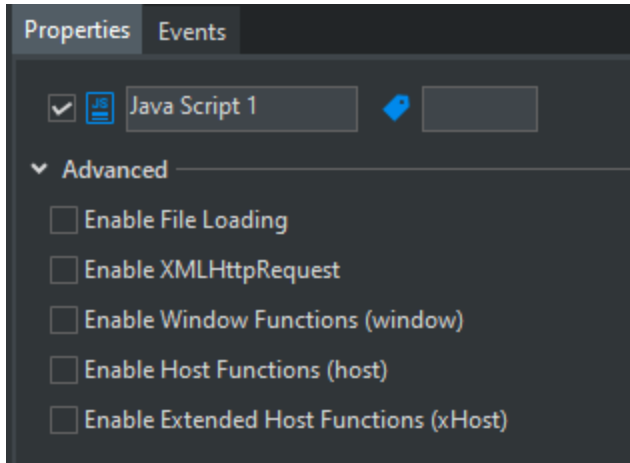 Properties Events
JS Java Script 1
Advanced
Enable File Loading
Enable XMLHttpRequest
Enable Window Functions (window)
Enable Host Functions (host)
Enable Extended Host Functions (xHost)